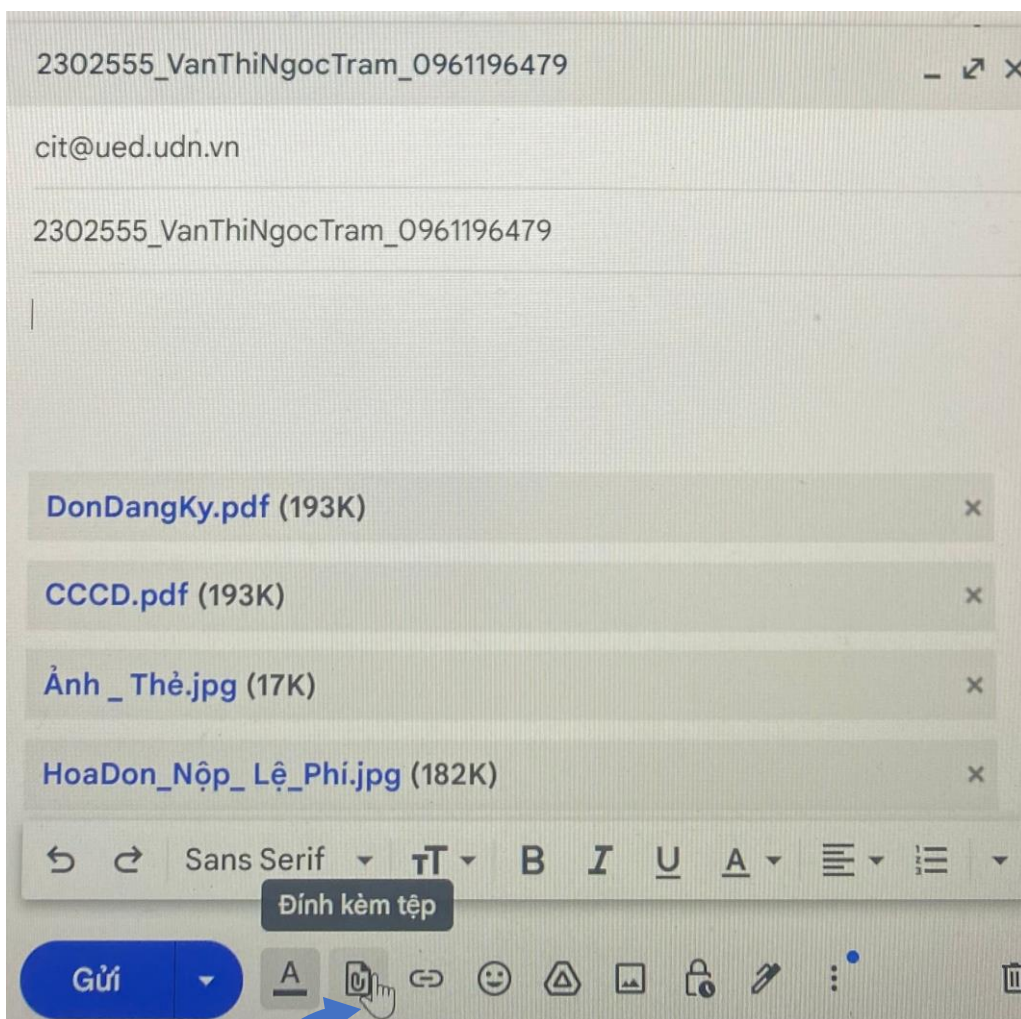 2302555_VanThiNgocTram_0961196479
cit@ued.udn.vn
2302555_VanThiNgocTram_0961196479
DonDangKy.pdf (193K)
CCCD.pdf (193K)
Ảnh _ Thẻ.jpg (17K)
HoaDon_Nộp_ Lệ_Phí.jpg (182K)
Sans Serif TT B I U A
Đính kèm tệp
Gửi A